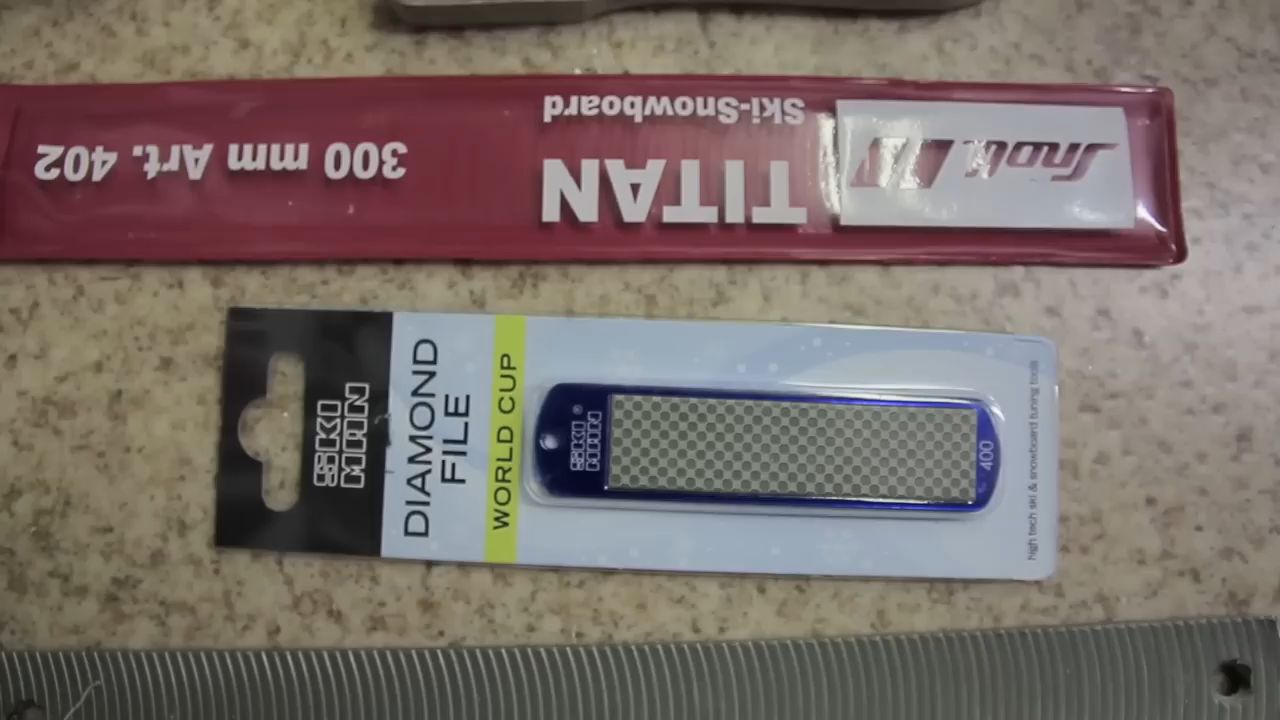 Snoli
TITAN
Ski-Snowboard
300 mm Art. 402
SKI
MAN
DIAMOND
FILE
WORLD CUP
SKI
MAN®
400
high tech ski & snowboard tuning tools